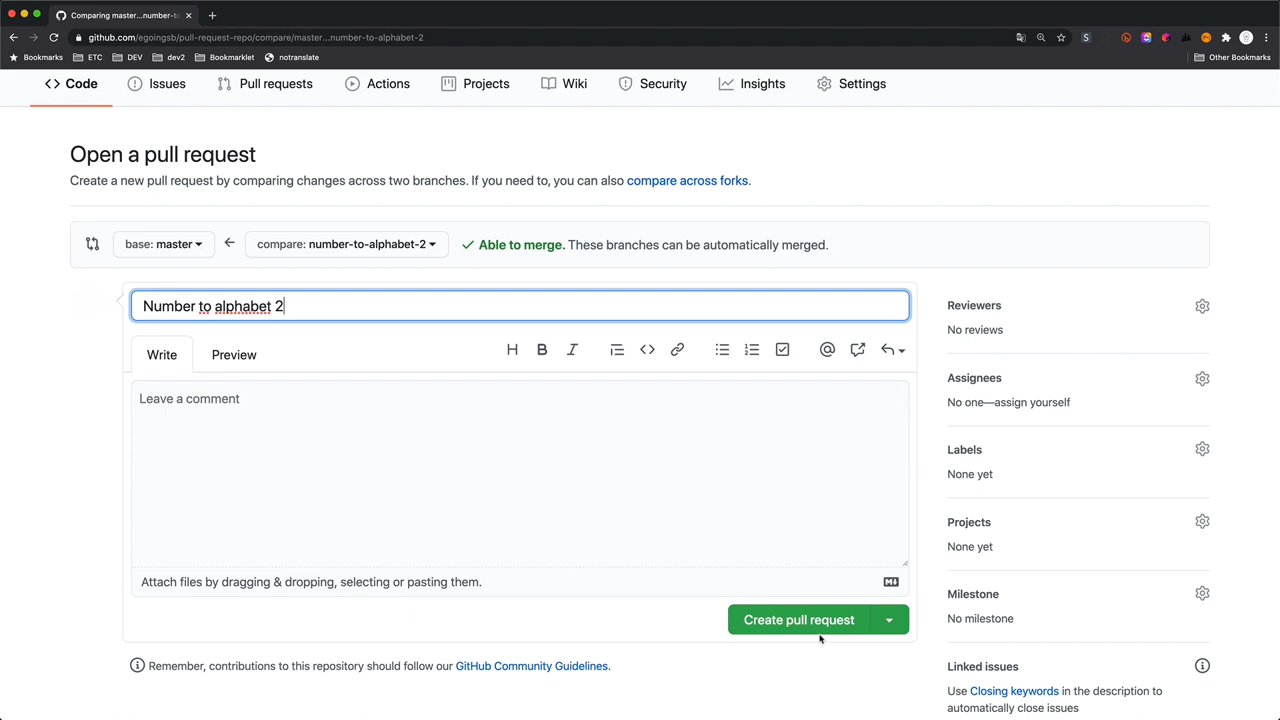 Comparing master...number-to
github.com/egoingsb/pull-request-repo/compare/master...number-to-alphabet-2
Bookmarks ETC DEV dev2 Bookmarklet notranslate Other Bookmarks
Code Issues Pull requests Actions Projects Wiki Security Insights Settings
Open a pull request
Create a new pull request by comparing changes across two branches. If you need to, you can also compare across forks.
base: master compare: number-to-alphabet-2 Able to merge. These branches can be automatically merged.
Number to alphabet 2
Write Preview
Leave a comment
Attach files by dragging & dropping, selecting or pasting them.
Create pull request
Remember, contributions to this repository should follow our GitHub Community Guidelines.
Reviewers
No reviews
Assignees
No one—assign yourself
Labels
None yet
Projects
None yet
Milestone
No milestone
Linked issues
Use Closing keywords in the description to
automatically close issues